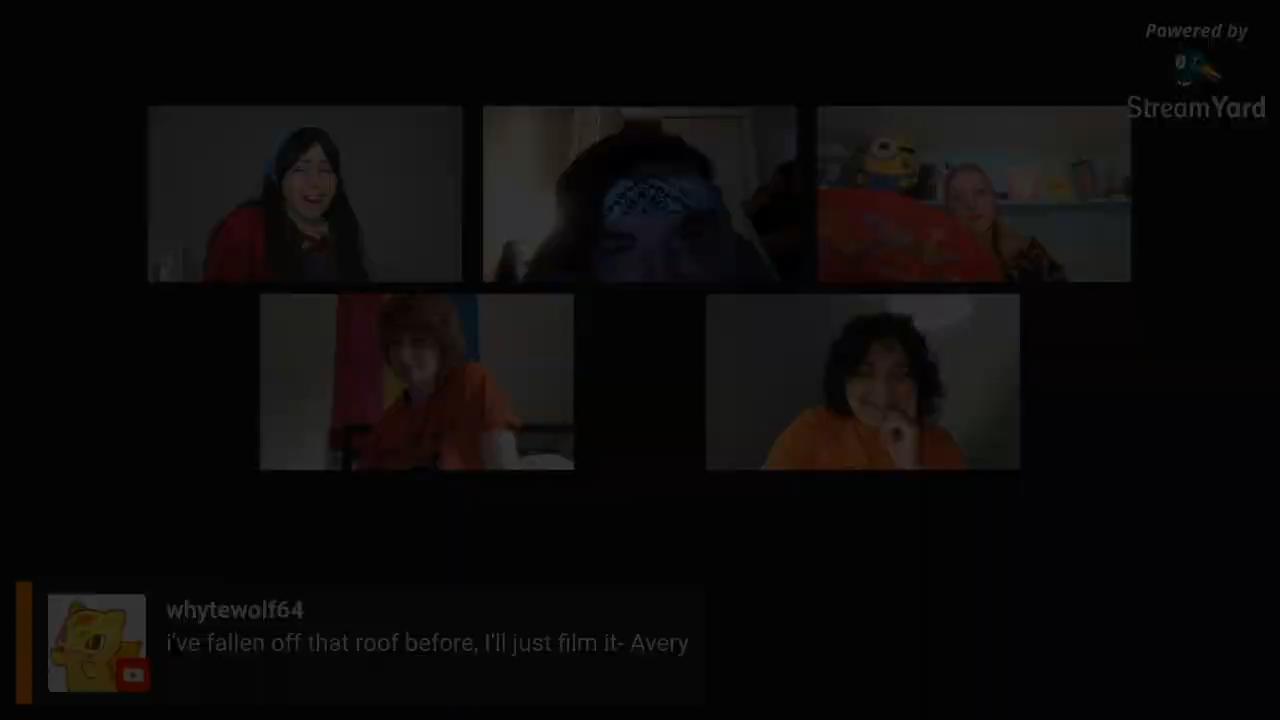 Powered by
StreamYard
whytewolf64
i've fallen off that roof before, I'll just film it- Avery